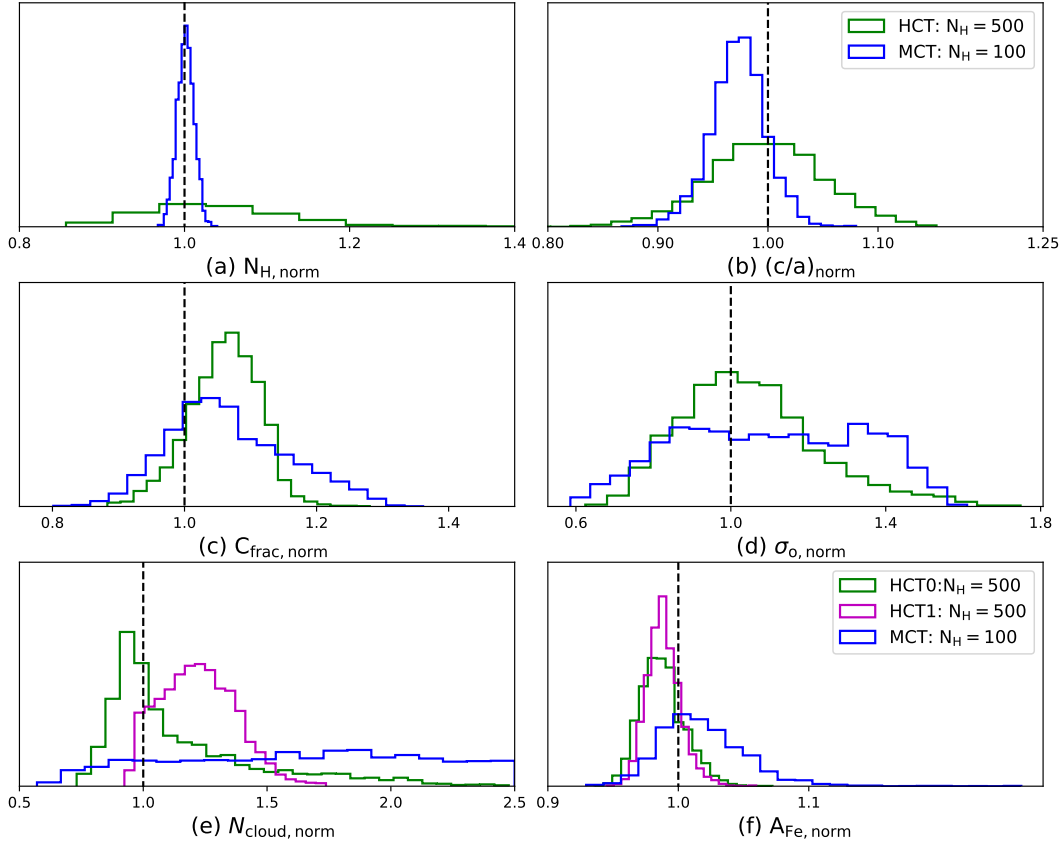 HCT: N_H = 500
MCT: N_H = 100
0.8 1.0 1.2 1.4
0.80 0.90 1.00 1.10 1.25
(a) N_H, norm
(b) (c/a)_norm
0.8 1.0 1.2 1.4
0.6 1.0 1.4 1.8
(c) C_frac, norm
(d) σ_o, norm
HCT0:N_H = 500
HCT1: N_H = 500
MCT: N_H = 100
0.5 1.0 1.5 2.0 2.5
0.9 1.0 1.1
(e) N_cloud, norm
(f) A_Fe, norm